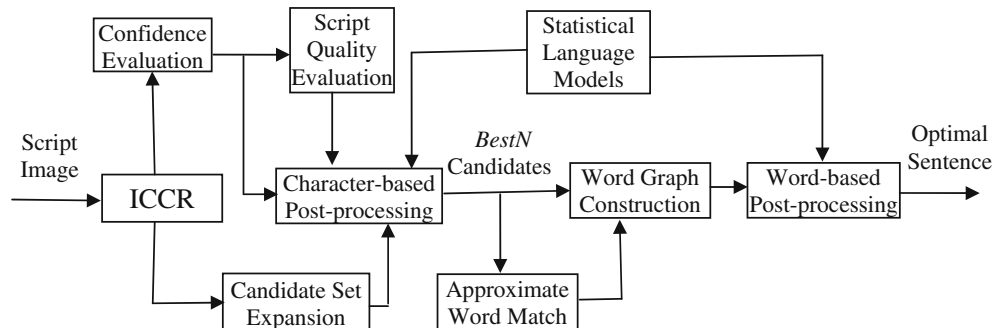 Confidence
Evaluation
Script
Quality
Evaluation
Statistical
Language
Models
Script
Image
ICCR
Character-based
Post-processing
BestN
Candidates
Word Graph
Construction
Word-based
Post-processing
Optimal
Sentence
Candidate Set
Expansion
Approximate
Word Match